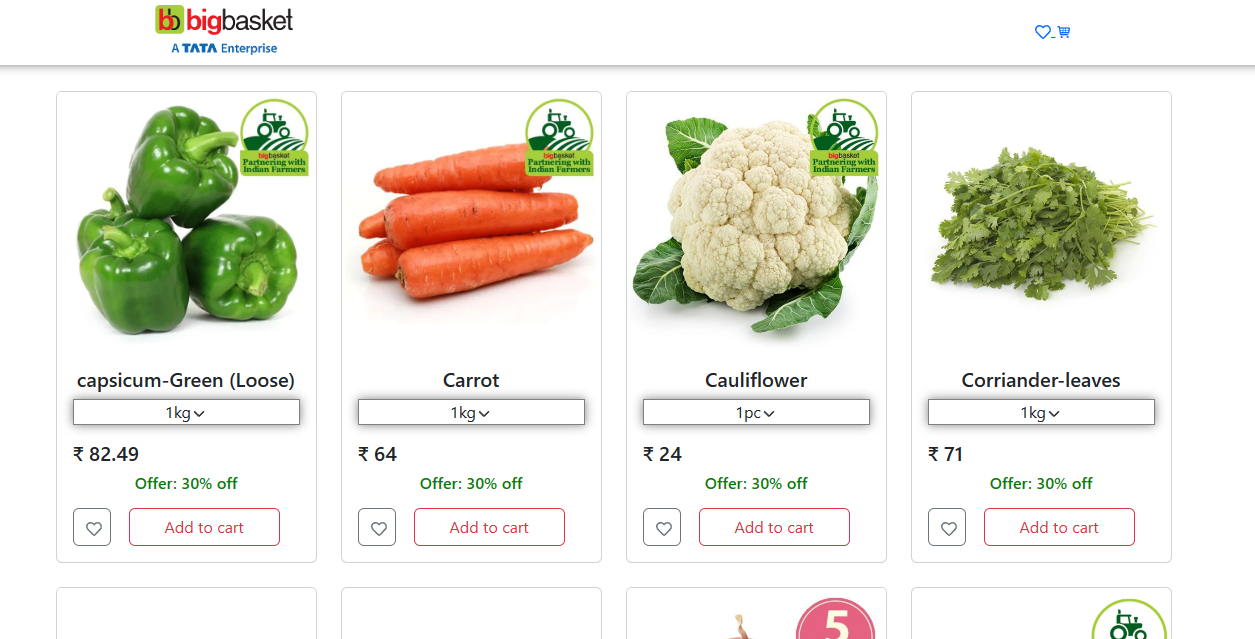 bb bigbasket
A TATA Enterprise
bigbasket
Partnering with
Indian Farmers
bigbasket
Partnering with
Indian Farmers
bigbasket
Partnering with
Indian Farmers
capsicum-Green (Loose)
Carrot
Cauliflower
Corriander-leaves
1kg
1kg
1pc
1kg
₹ 82.49
₹ 64
₹ 24
₹ 71
Offer: 30% off
Offer: 30% off
Offer: 30% off
Offer: 30% off
Add to cart
Add to cart
Add to cart
Add to cart
5